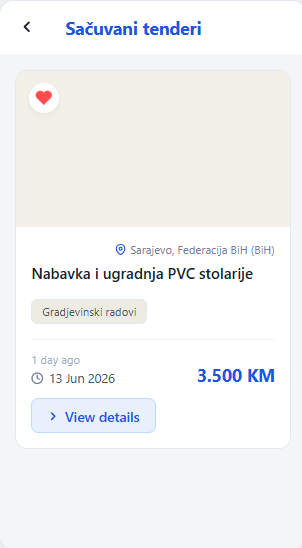 Sačuvani tenderi
Sarajevo, Federacija BiH (BiH)
Nabavka i ugradnja PVC stolarije
Gradjevinski radovi
1 day ago
13 Jun 2026
3.500 KM
View details